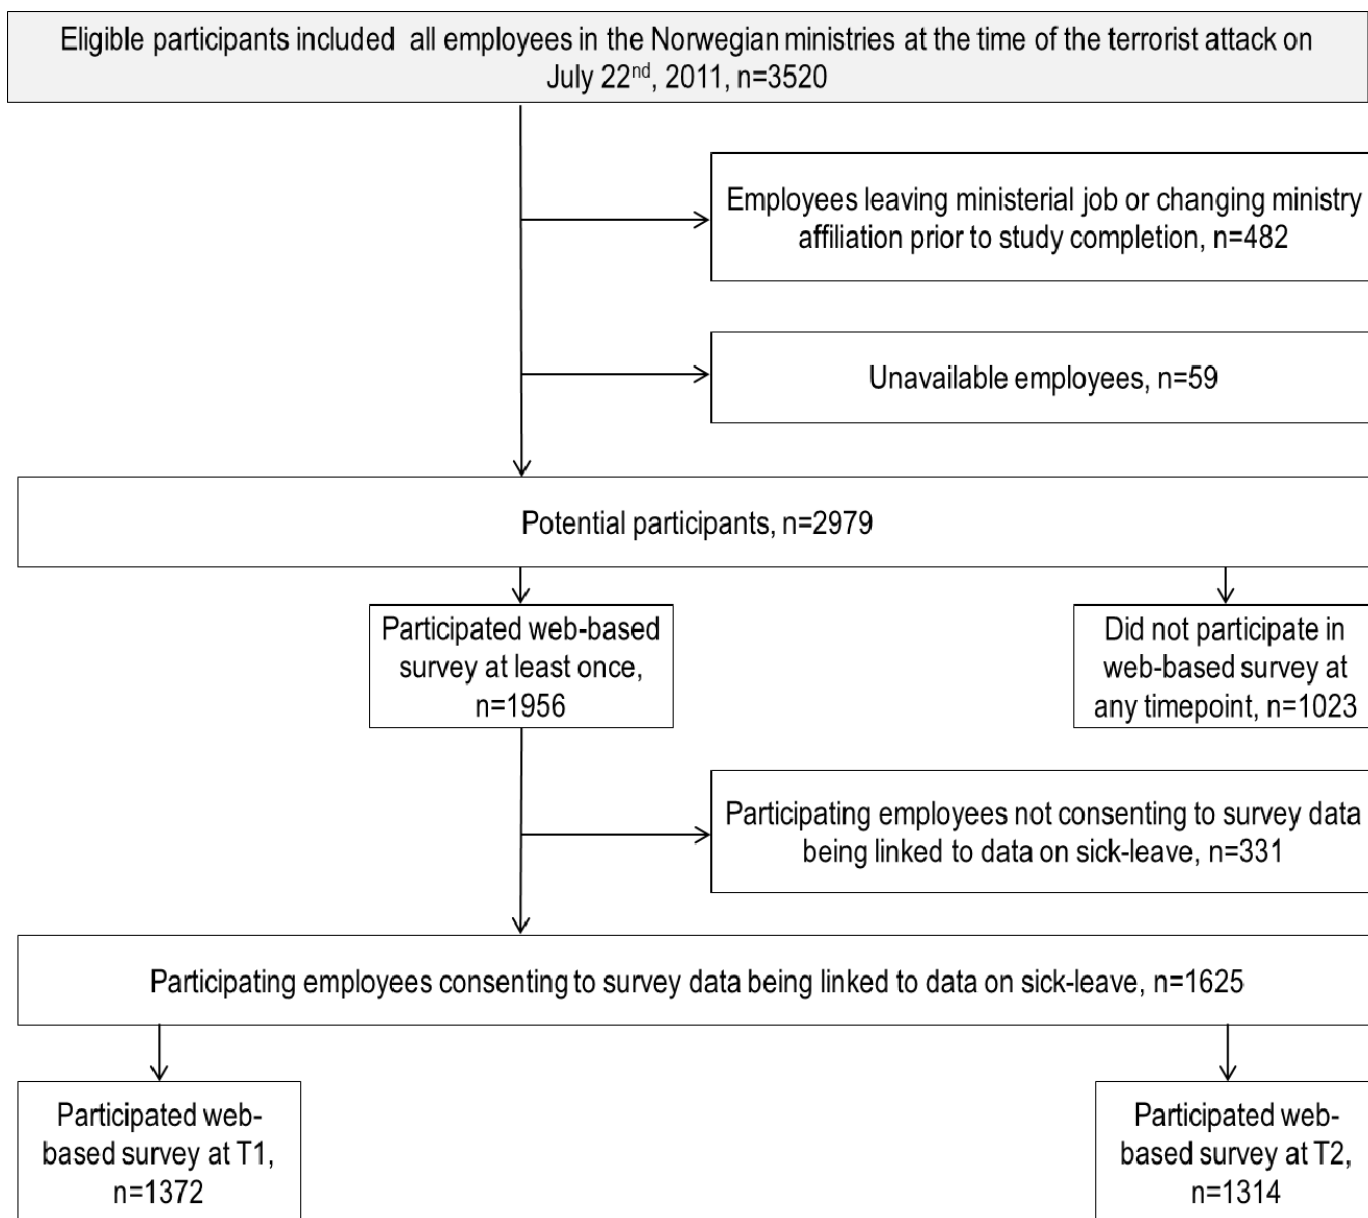 Eligible participants included all employees in the Norwegian ministries at the time of the terrorist attack on
July 22nd, 2011, n=3520
Employees leaving ministerial job or changing ministry
affiliation prior to study completion, n=482
Unavailable employees, n=59
Potential participants, n=2979
Participated web-based
survey at least once,
n=1956
Did not participate in
web-based survey at
any timepoint, n=1023
Participating employees not consenting to survey data
being linked to data on sick-leave, n=331
Participating employees consenting to survey data being linked to data on sick-leave, n=1625
Participated web-
based survey at T1,
n=1372
Participated web-
based survey at T2,
n=1314